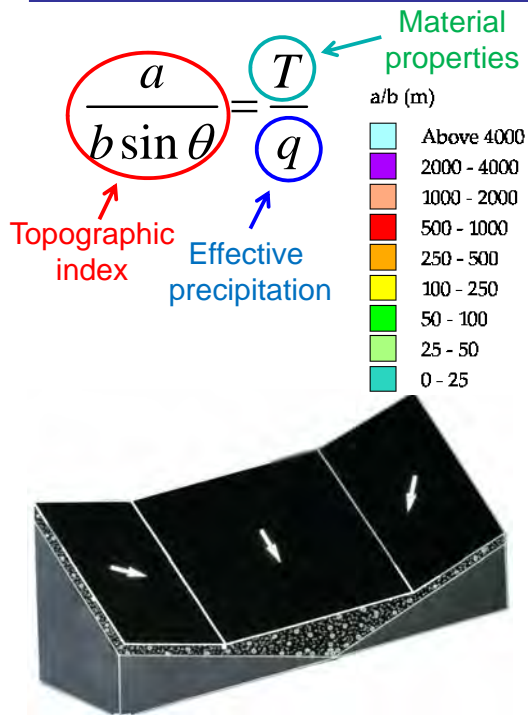 Material
properties
a / (b sin θ) = T / q
Topographic
index
Effective
precipitation
a/b (m)
Above 4000
2000 - 4000
1000 - 2000
500 - 1000
250 - 500
100 - 250
50 - 100
25 - 50
0 - 25